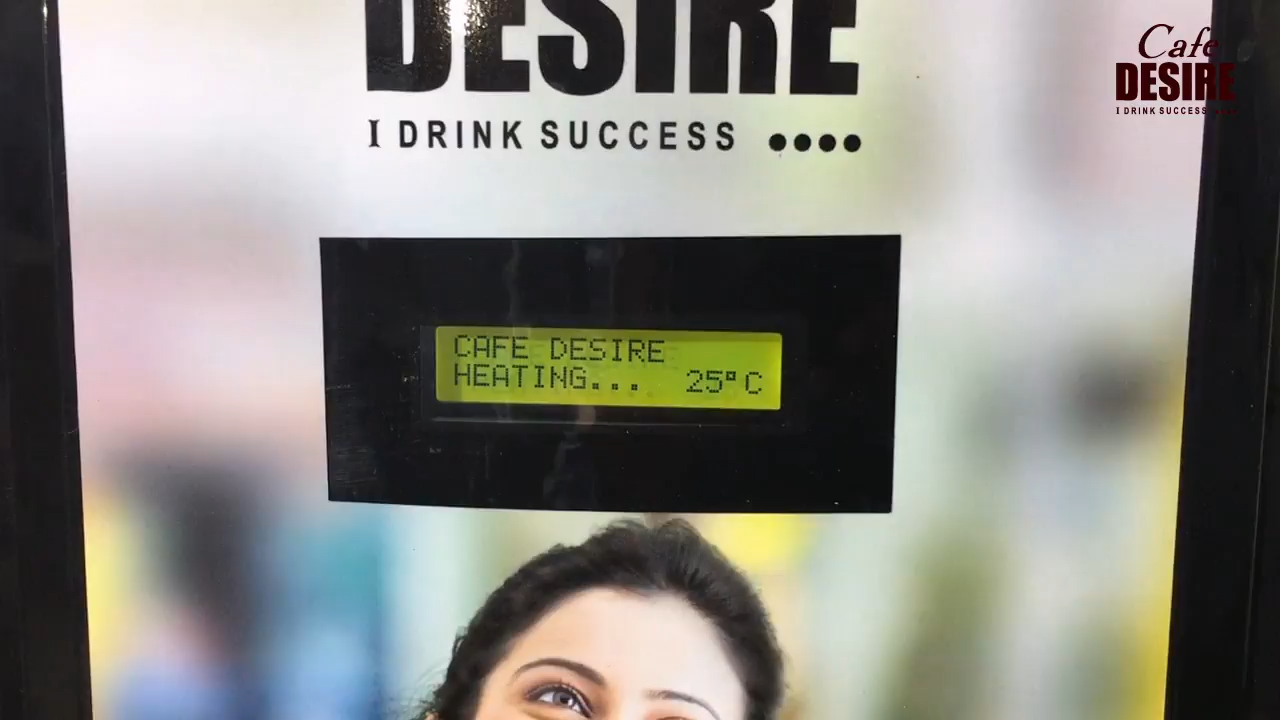 DESIRE
I DRINK SUCCESS ....
CAFE DESIRE
HEATING... 25°C
Cafe
DESIRE
I DRINK SUCCESS ....